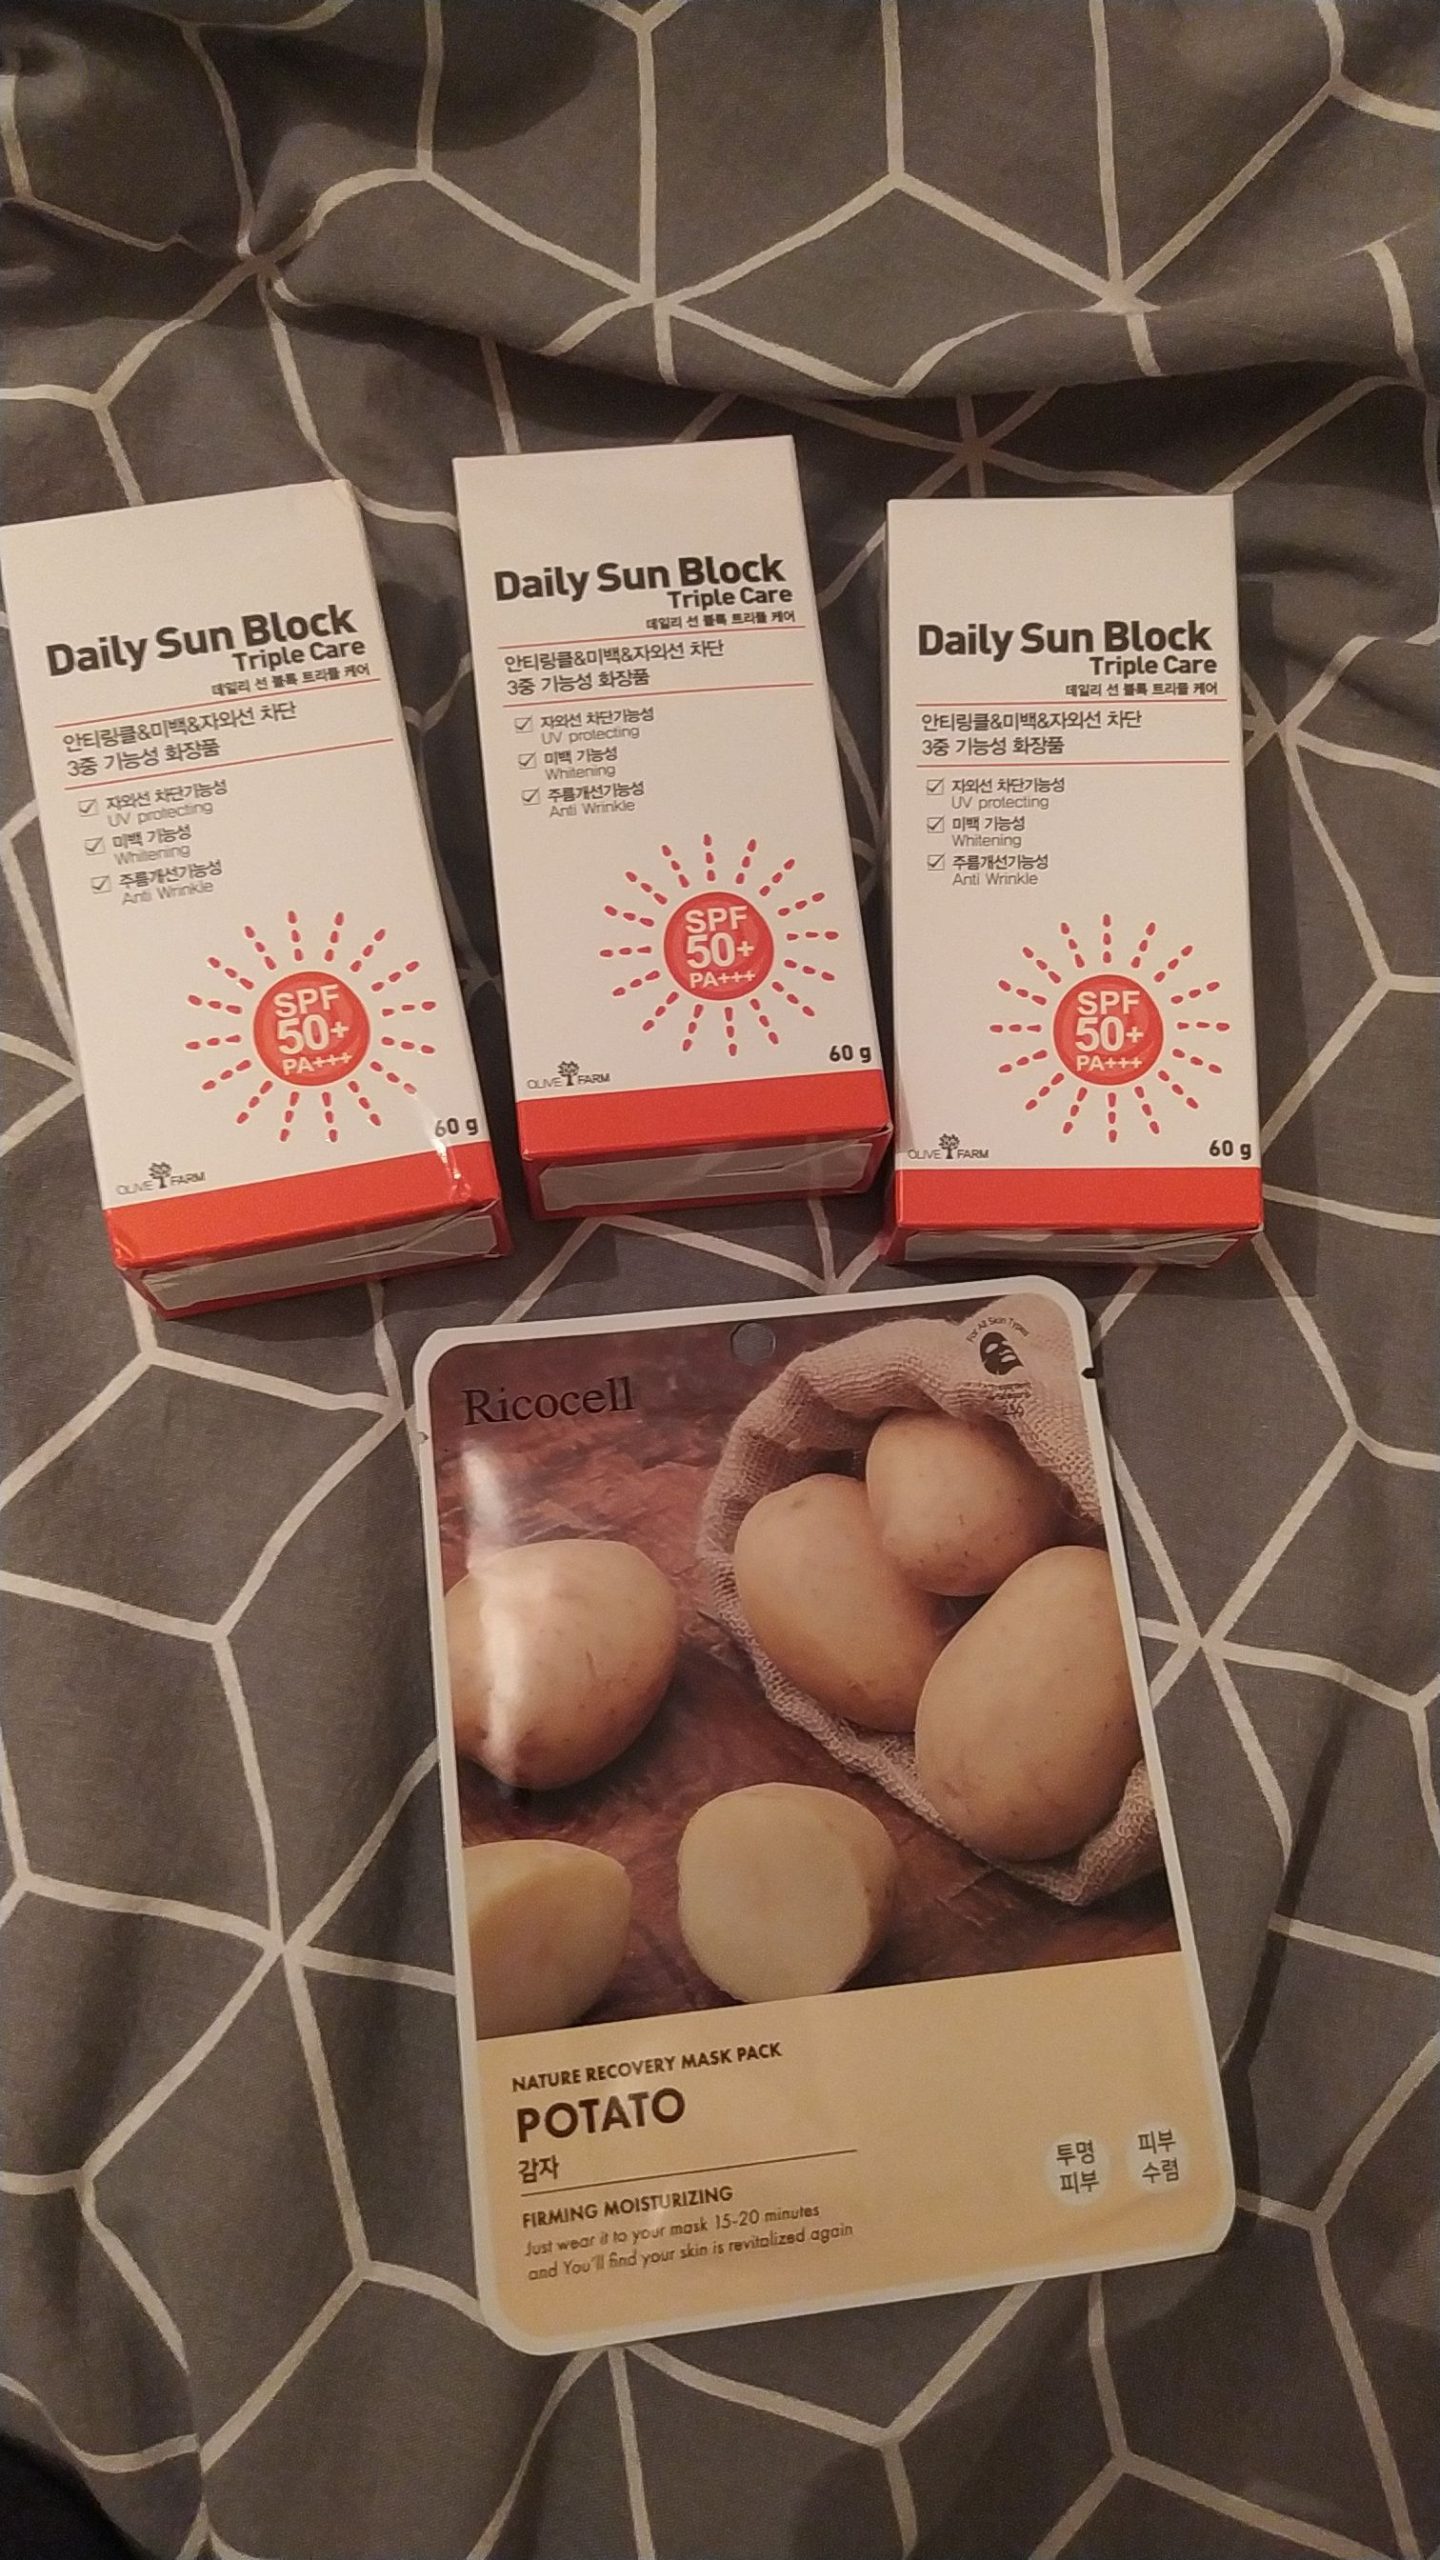 Daily Sun Block
Triple Care
데일리 선 블록 트리플 케어
안티링클&미백&자외선 차단
3중 기능성 화장품
자외선 차단기능성
UV protecting
미백 기능성
Whitening
주름개선기능성
Anti Wrinkle
SPF
50+
PA+++
60 g
OLIVE FARM
Daily Sun Block
Triple Care
데일리 선 블록 트리플 케어
안티링클&미백&자외선 차단
3중 기능성 화장품
자외선 차단기능성
UV protecting
미백 기능성
Whitening
주름개선기능성
Anti Wrinkle
SPF
50+
PA+++
60 g
OLIVE FARM
Daily Sun Block
Triple Care
데일리 선 블록 트리플 케어
안티링클&미백&자외선 차단
3중 기능성 화장품
자외선 차단기능성
UV protecting
미백 기능성
Whitening
주름개선기능성
Anti Wrinkle
SPF
50+
PA+++
60 g
OLIVE FARM
For All Skin Types
Ricocell
NATURE RECOVERY MASK PACK
POTATO
감자
FIRMING MOISTURIZING
Just wear it to your mask 15-20 minutes
and You'll find your skin is revitalized again
투명
피부
피부
수렴